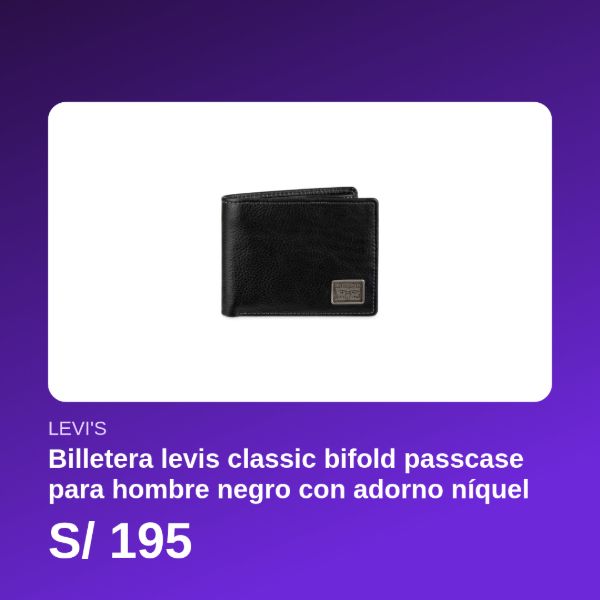 LEVI'S
Billetera levis classic bifold passcase
para hombre negro con adorno níquel
S/ 195